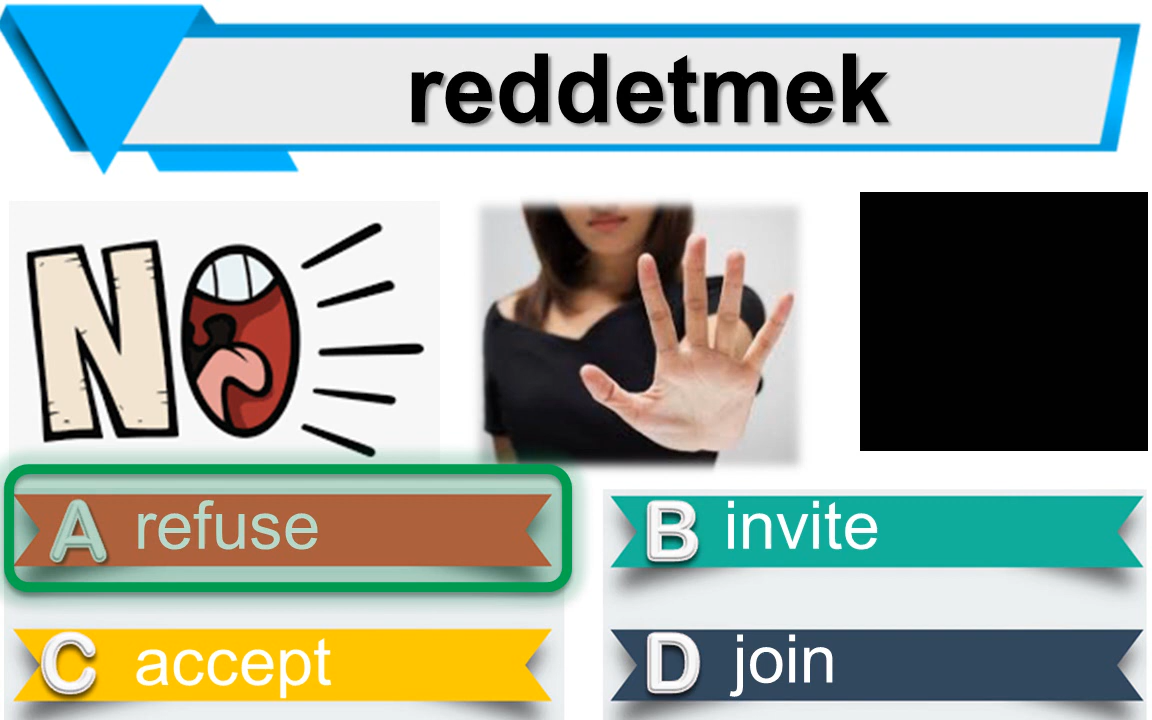 reddetmek
NO
A refuse
B invite
C accept
D join